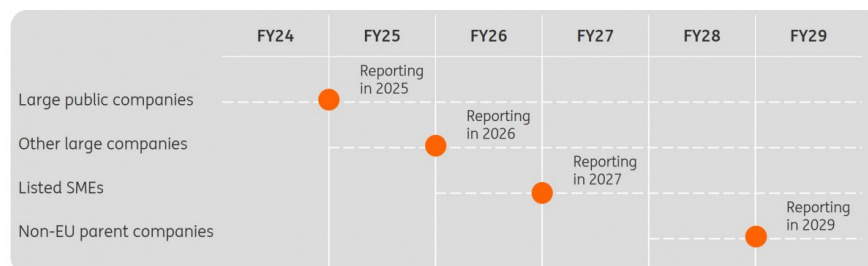 FY24 FY25 FY26 FY27 FY28 FY29
Large public companies
Reporting
in 2025
Other large companies
Reporting
in 2026
Listed SMEs
Reporting
in 2027
Non-EU parent companies
Reporting
in 2029